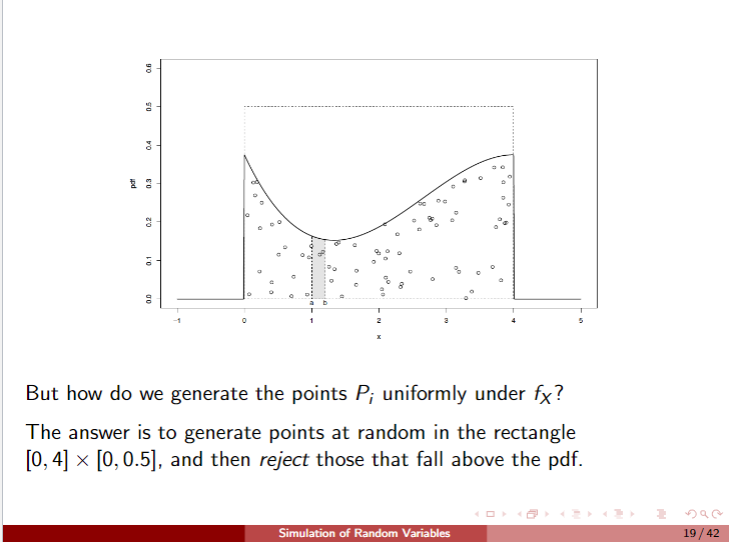 0.6
0.5
0.4
pdf
0.3
0.2
0.1
0.0
a b
-1 0 1 2 3 4 5
x
But how do we generate the points P_i uniformly under f_X?
The answer is to generate points at random in the rectangle
[0, 4] × [0, 0.5], and then reject those that fall above the pdf.
Simulation of Random Variables
19 / 42